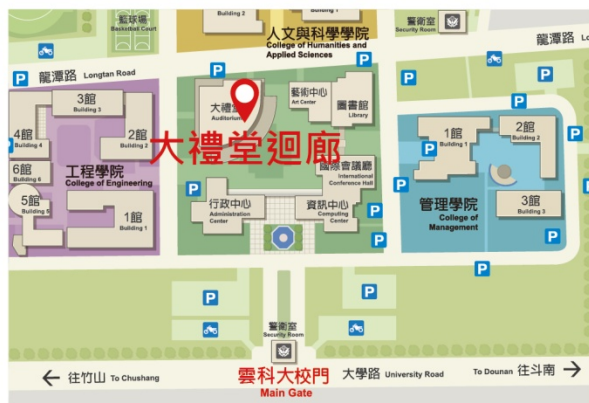 籃球場
Basketball Court
Building 2
Building 1
人文與科學學院
College of Humanities and
Applied Sciences
警衛室
Security Room
龍潭路 Longtan Road
龍潭路
P
3館
Building 3
4館
Building 4
2館
Building 2
6館
Building 6
工程學院
College of Engineering
5館
Building 5
1館
Building 1
大禮堂
Auditorium
藝術中心
Art Center
圖書館
Library
大禮堂迴廊
國際會議廳
International
Conference Hall
行政中心
Administration
Center
資訊中心
Computing
Center
1館
Building 1
2館
Building 2
管理學院
College of
Management
3館
Building 3
P
P
P
P
警衛室
Security Room
← 往竹山 To Chushang
雲科大校門
Main Gate
大學路 University Road
To Dounan 往斗南 →